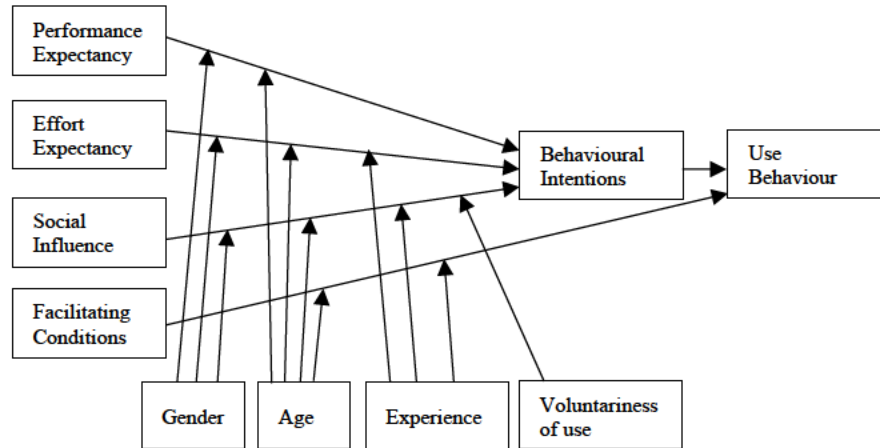 Performance
Expectancy
Effort
Expectancy
Social
Influence
Facilitating
Conditions
Behavioural
Intentions
Use
Behaviour
Gender
Age
Experience
Voluntariness
of use